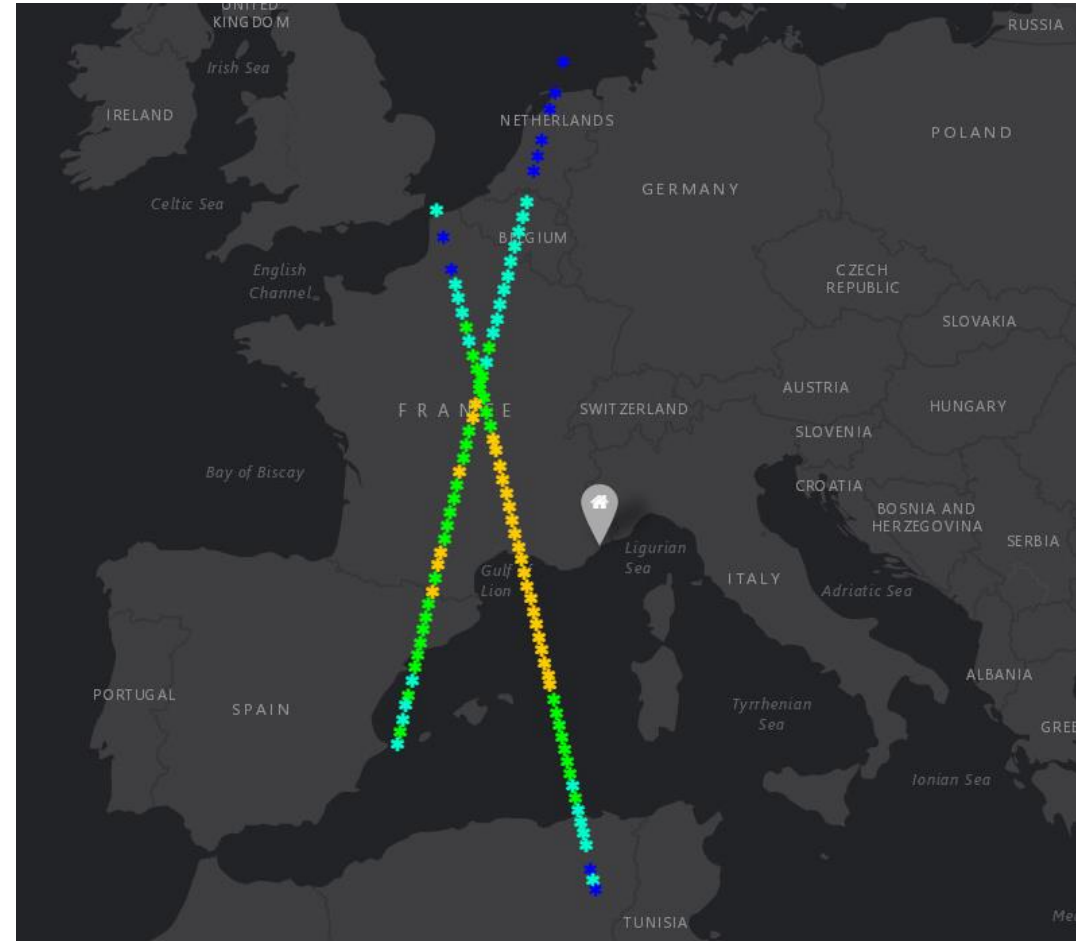 UNITED
KINGDOM
RUSSIA
Irish Sea
IRELAND
NETHERLANDS
POLAND
GERMANY
Celtic Sea
BELGIUM
English
Channel
CZECH
REPUBLIC
SLOVAKIA
AUSTRIA
FRANCE
SWITZERLAND
HUNGARY
SLOVENIA
Bay of Biscay
CROATIA
BOSNIA AND
HERZEGOVINA
SERBIA
Ligurian
Sea
Gulf
Lion
ITALY
Adriatic Sea
ALBANIA
PORTUGAL
SPAIN
Tyrrhenian
Sea
GREE
Ionian Sea
TUNISIA
Me